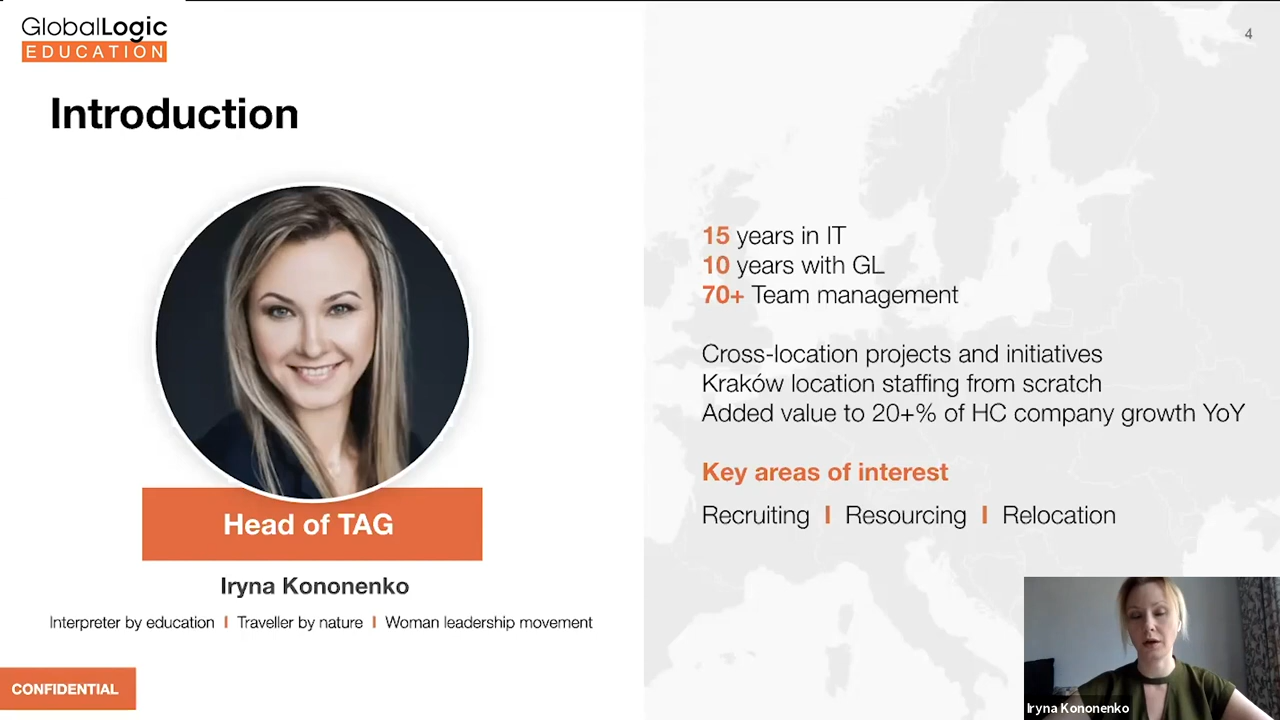 GlobalLogic
EDUCATION
4
Introduction
Head of TAG
Iryna Kononenko
Interpreter by education | Traveller by nature | Woman leadership movement
CONFIDENTIAL
15 years in IT
10 years with GL
70+ Team management
Cross-location projects and initiatives
Kraków location staffing from scratch
Added value to 20+% of HC company growth YoY
Key areas of interest
Recruiting | Resourcing | Relocation
Iryna Kononenko